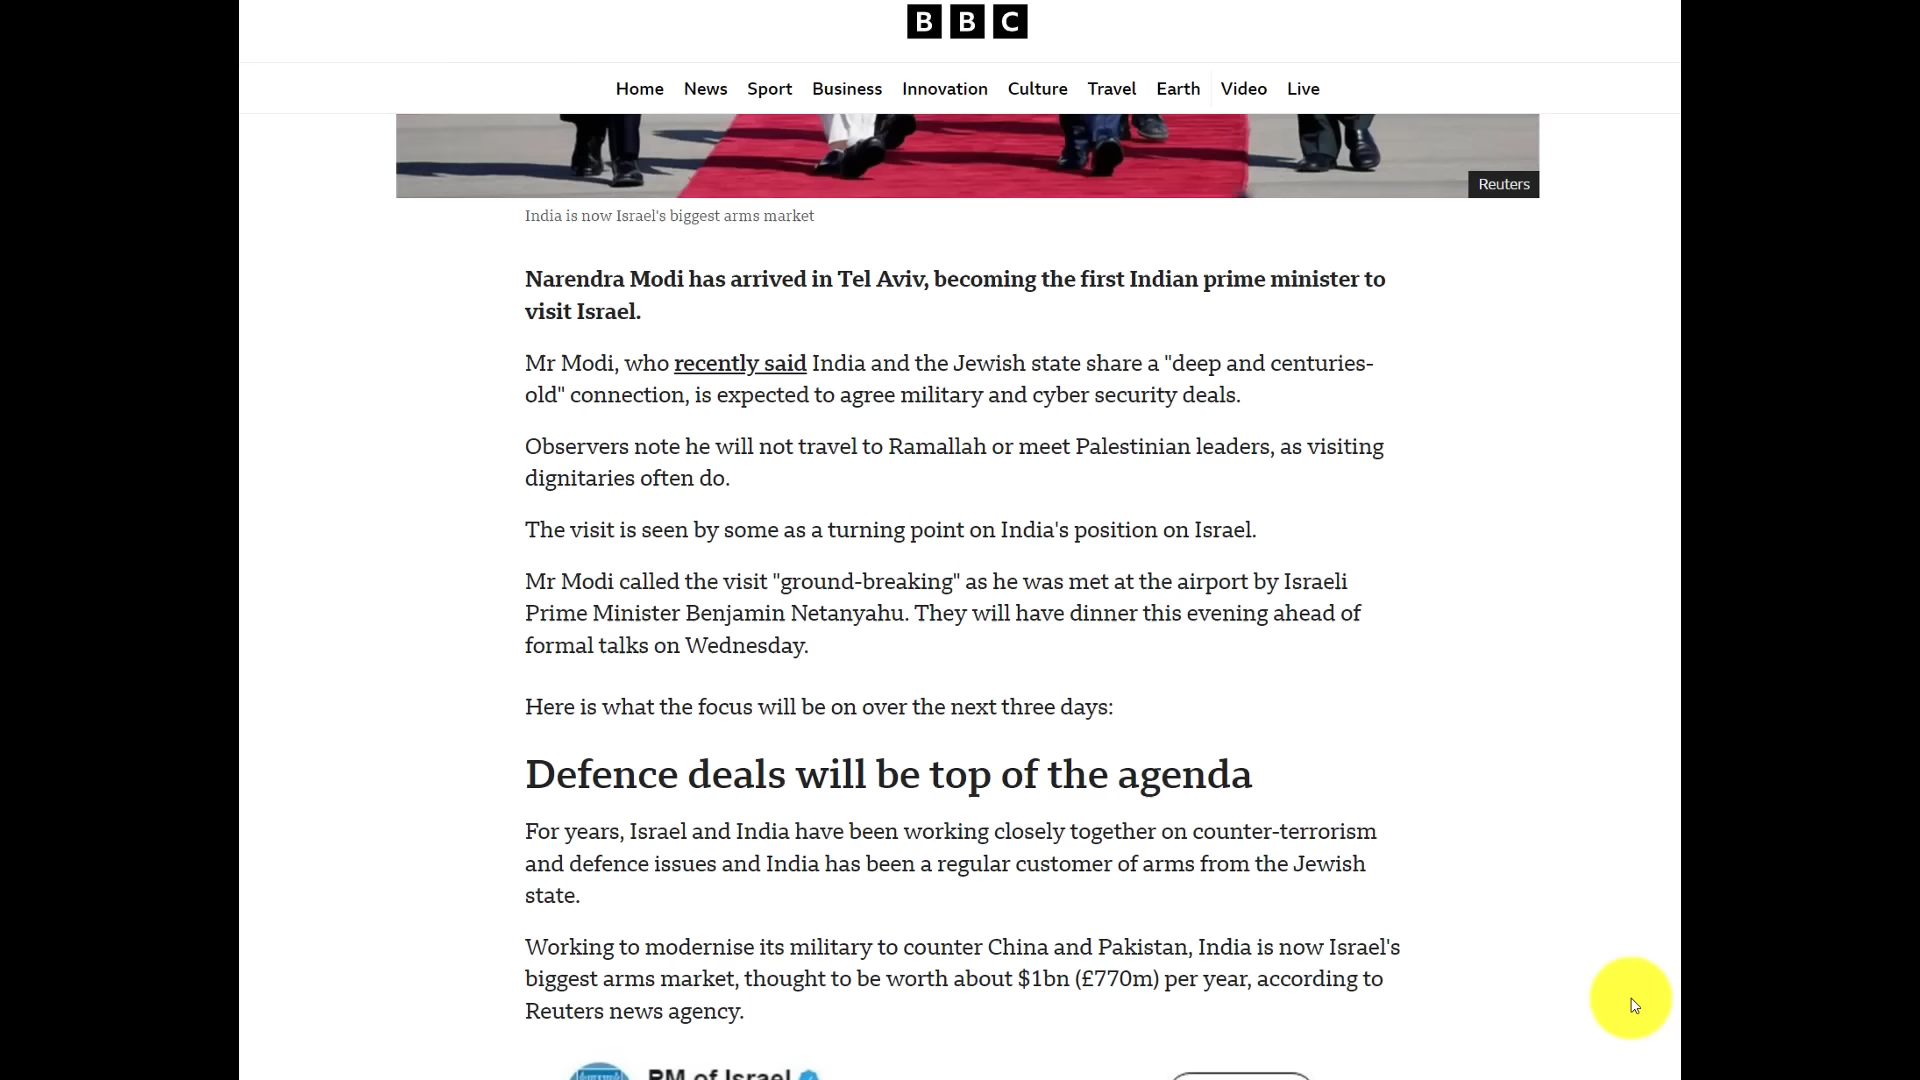 BBC
Home News Sport Business Innovation Culture Travel Earth Video Live
Reuters
India is now Israel's biggest arms market
Narendra Modi has arrived in Tel Aviv, becoming the first Indian prime minister to
visit Israel.
Mr Modi, who recently said India and the Jewish state share a "deep and centuries-
old" connection, is expected to agree military and cyber security deals.
Observers note he will not travel to Ramallah or meet Palestinian leaders, as visiting
dignitaries often do.
The visit is seen by some as a turning point on India's position on Israel.
Mr Modi called the visit "ground-breaking" as he was met at the airport by Israeli
Prime Minister Benjamin Netanyahu. They will have dinner this evening ahead of
formal talks on Wednesday.
Here is what the focus will be on over the next three days:
Defence deals will be top of the agenda
For years, Israel and India have been working closely together on counter-terrorism
and defence issues and India has been a regular customer of arms from the Jewish
state.
Working to modernise its military to counter China and Pakistan, India is now Israel's
biggest arms market, thought to be worth about $1bn (£770m) per year, according to
Reuters news agency.
PM of Israel